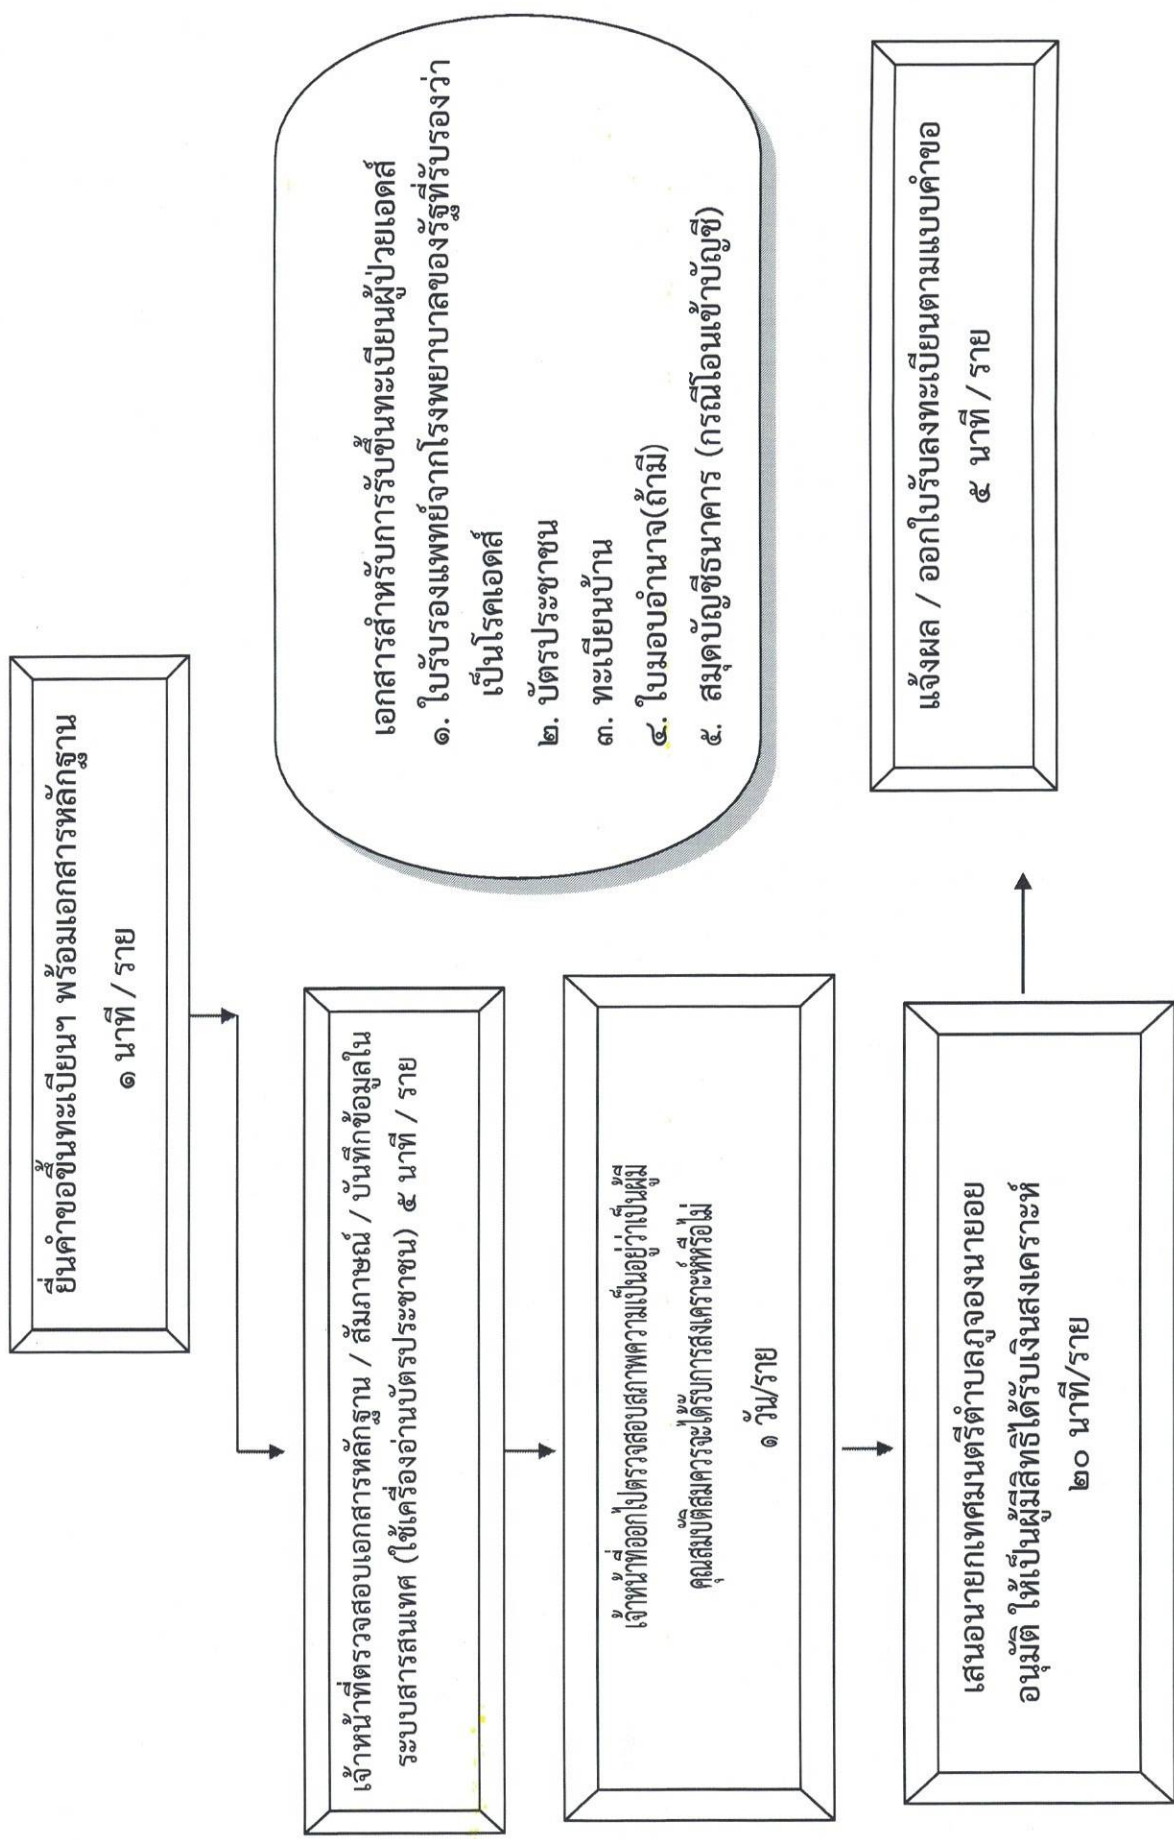 ยื่นคำขอขึ้นทะเบียนฯ พร้อมเอกสารหลักฐาน
๑ นาที / ราย
เจ้าหน้าที่ตรวจสอบเอกสารหลักฐาน / สัมภาษณ์ / บันทึกข้อมูลใน
ระบบสารสนเทศ (ใช้เครื่องอ่านบัตรประชาชน) ๕ นาที / ราย
เจ้าหน้าที่ออกไปตรวจสอบสภาพความเป็นอยู่ว่าเป็นผู้มี
คุณสมบัติสมควรจะได้รับการสงเคราะห์หรือไม่
๑ วัน/ราย
เสนอนายกเทศมนตรีตำบลภูจองนายอย
อนุมัติ ให้เป็นผู้มีสิทธิได้รับเงินสงเคราะห์
๒๐ นาที/ราย
แจ้งผล / ออกใบรับลงทะเบียนตามแบบคำขอ
๕ นาที / ราย
เอกสารสำหรับการรับขึ้นทะเบียนผู้ป่วยเอดส์
๑. ใบรับรองแพทย์จากโรงพยาบาลของรัฐที่รับรองว่า
เป็นโรคเอดส์
๒. บัตรประชาชน
๓. ทะเบียนบ้าน
๔. ใบมอบอำนาจ(ถ้ามี)
๕. สมุดบัญชีธนาคาร (กรณีโอนเข้าบัญชี)